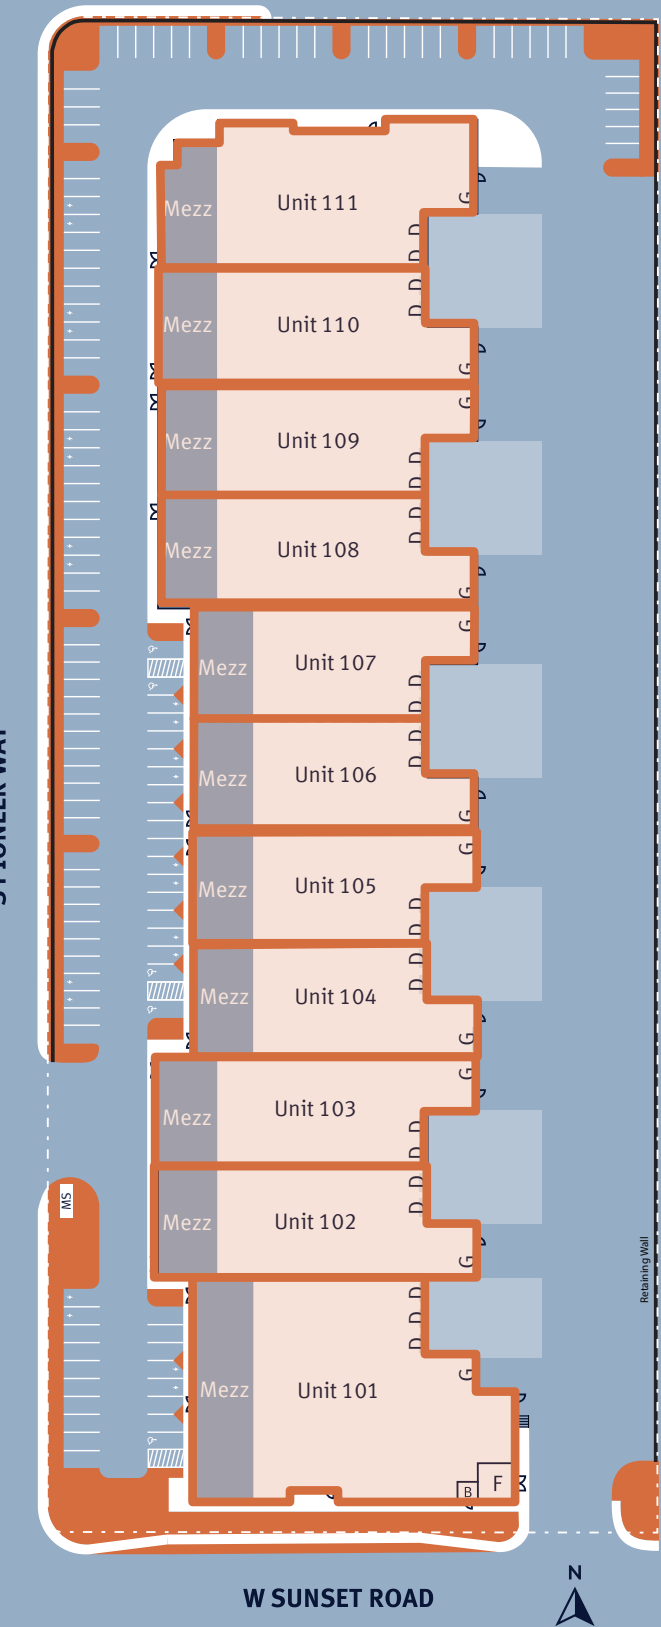 Mezz Unit 111
G
D
D
Mezz Unit 110
D
D
G
Mezz Unit 109
G
D
D
Mezz Unit 108
D
D
G
Mezz Unit 107
G
D
D
Mezz Unit 106
D
D
G
Mezz Unit 105
G
D
D
Mezz Unit 104
D
D
G
Mezz Unit 103
G
D
D
Mezz Unit 102
D
D
G
MS
Retaining Wall
Mezz Unit 101
D
D
D
G
B F
W SUNSET ROAD
N